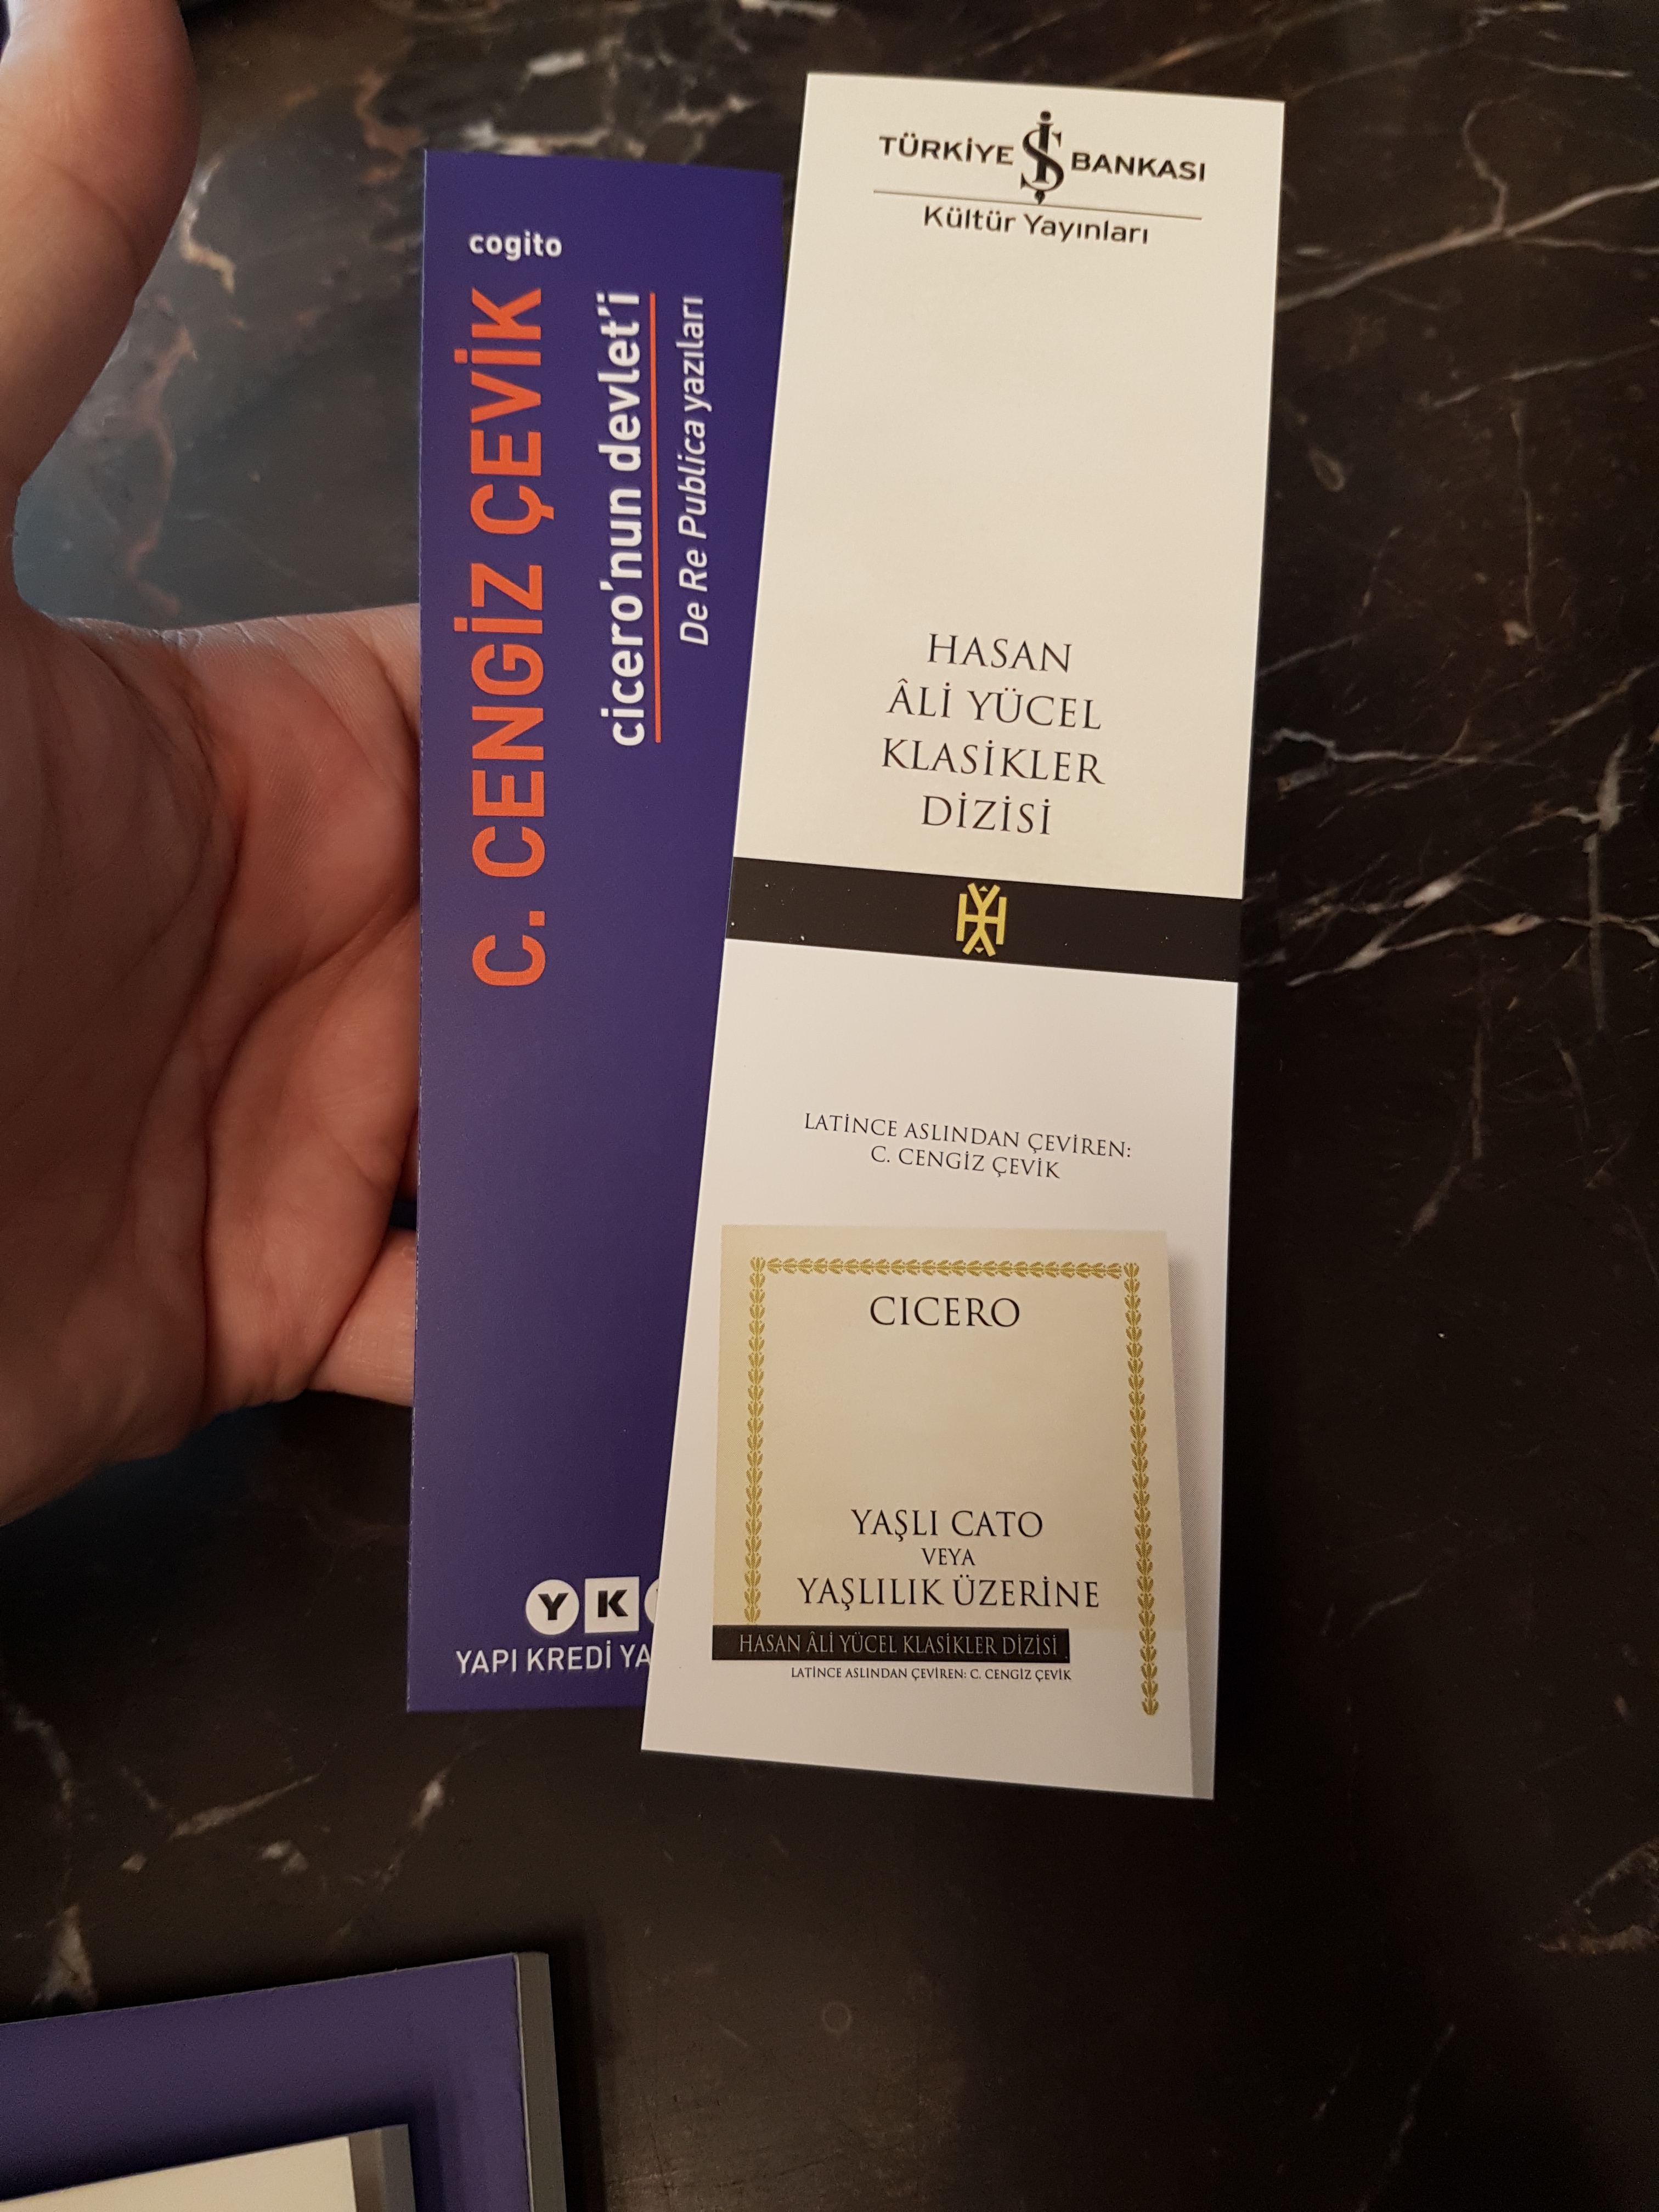 cogito
C. CENGİZ ÇEVİK
cicero'nun devlet'i
De Re Publica yazıları
Y K
YAPI KREDİ YA
TÜRKİYE İŞ BANKASI
Kültür Yayınları
HASAN
ÂLİ YÜCEL
KLASİKLER
DİZİSİ
LATİNCE ASLINDAN ÇEVİREN:
C. CENGİZ ÇEVİK
CICERO
YAŞLI CATO
VEYA
YAŞLILIK ÜZERİNE
HASAN ÂLİ YÜCEL KLASİKLER DİZİSİ
LATİNCE ASLINDAN ÇEVİREN: C. CENGİZ ÇEVİK